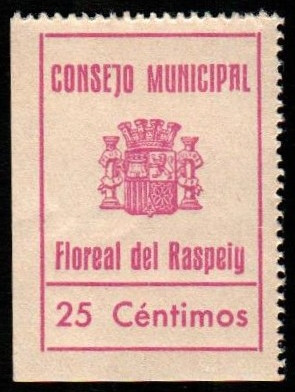 CONSEJO MUNICIPAL
Floreal del Raspeig
25 Céntimos